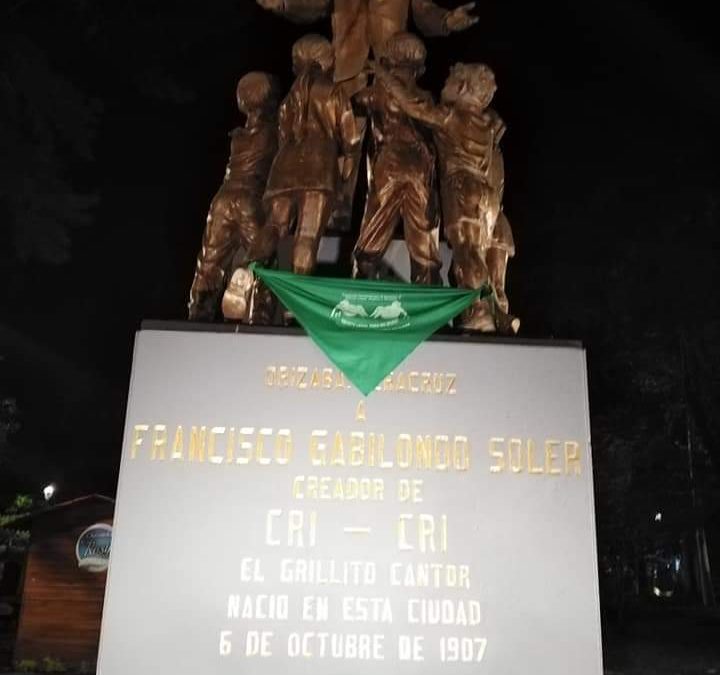 ORIZABA, VERACRUZ
A
FRANCISCO GABILONDO SOLER
CREADOR DE
CRI - CRI
EL GRILLITO CANTOR
NACIO EN ESTA CIUDAD
6 DE OCTUBRE DE 1907